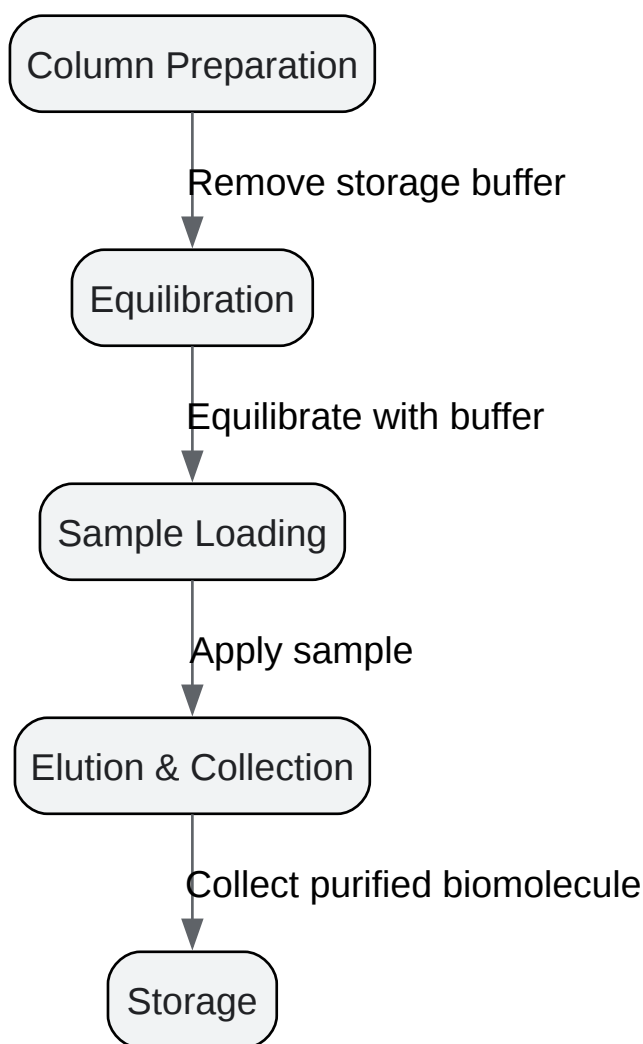 Column Preparation
Remove storage buffer
Equilibration
Equilibrate with buffer
Sample Loading
Apply sample
Elution & Collection
Collect purified biomolecule
Storage